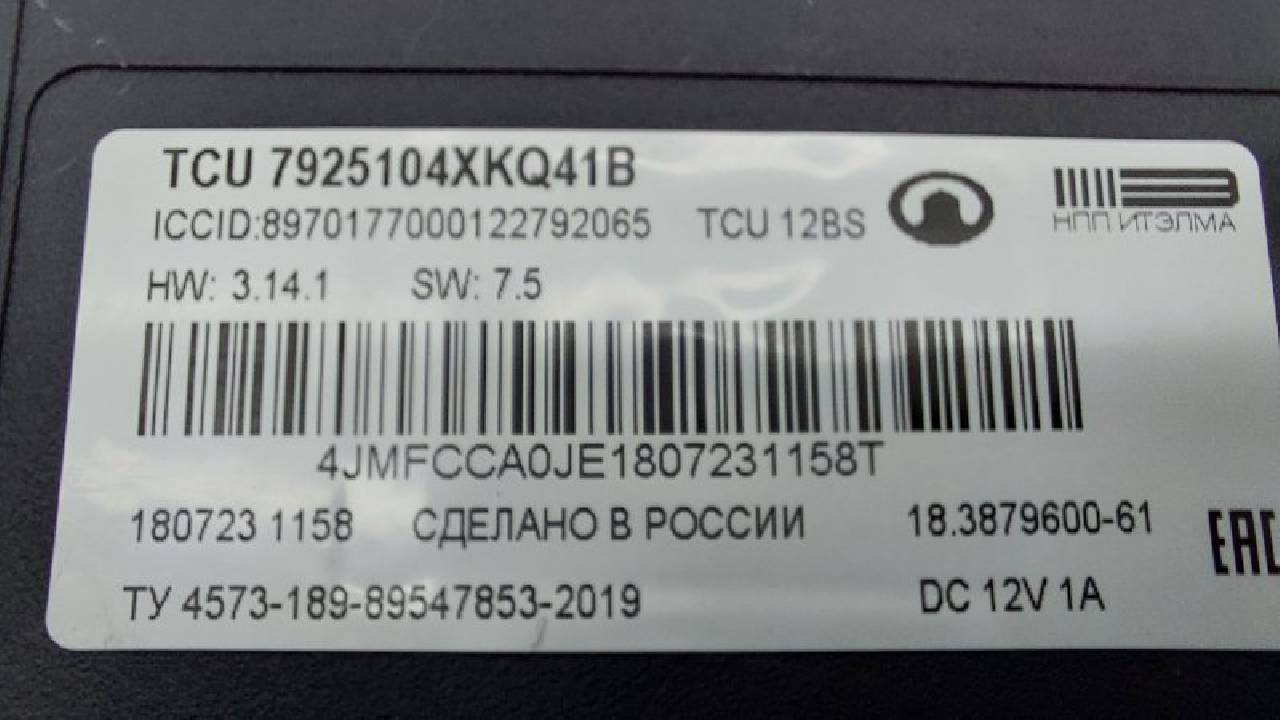 TCU 7925104XKQ41B
ICCID:8970177000122792065 TCU 12BS
НПП ИТЭЛМА
HW: 3.14.1 SW: 7.5
4JMFCCA0JE1807231158T
180723 1158 СДЕЛАНО В РОССИИ 18.3879600-61
EAC
ТУ 4573-189-89547853-2019 DC 12V 1A